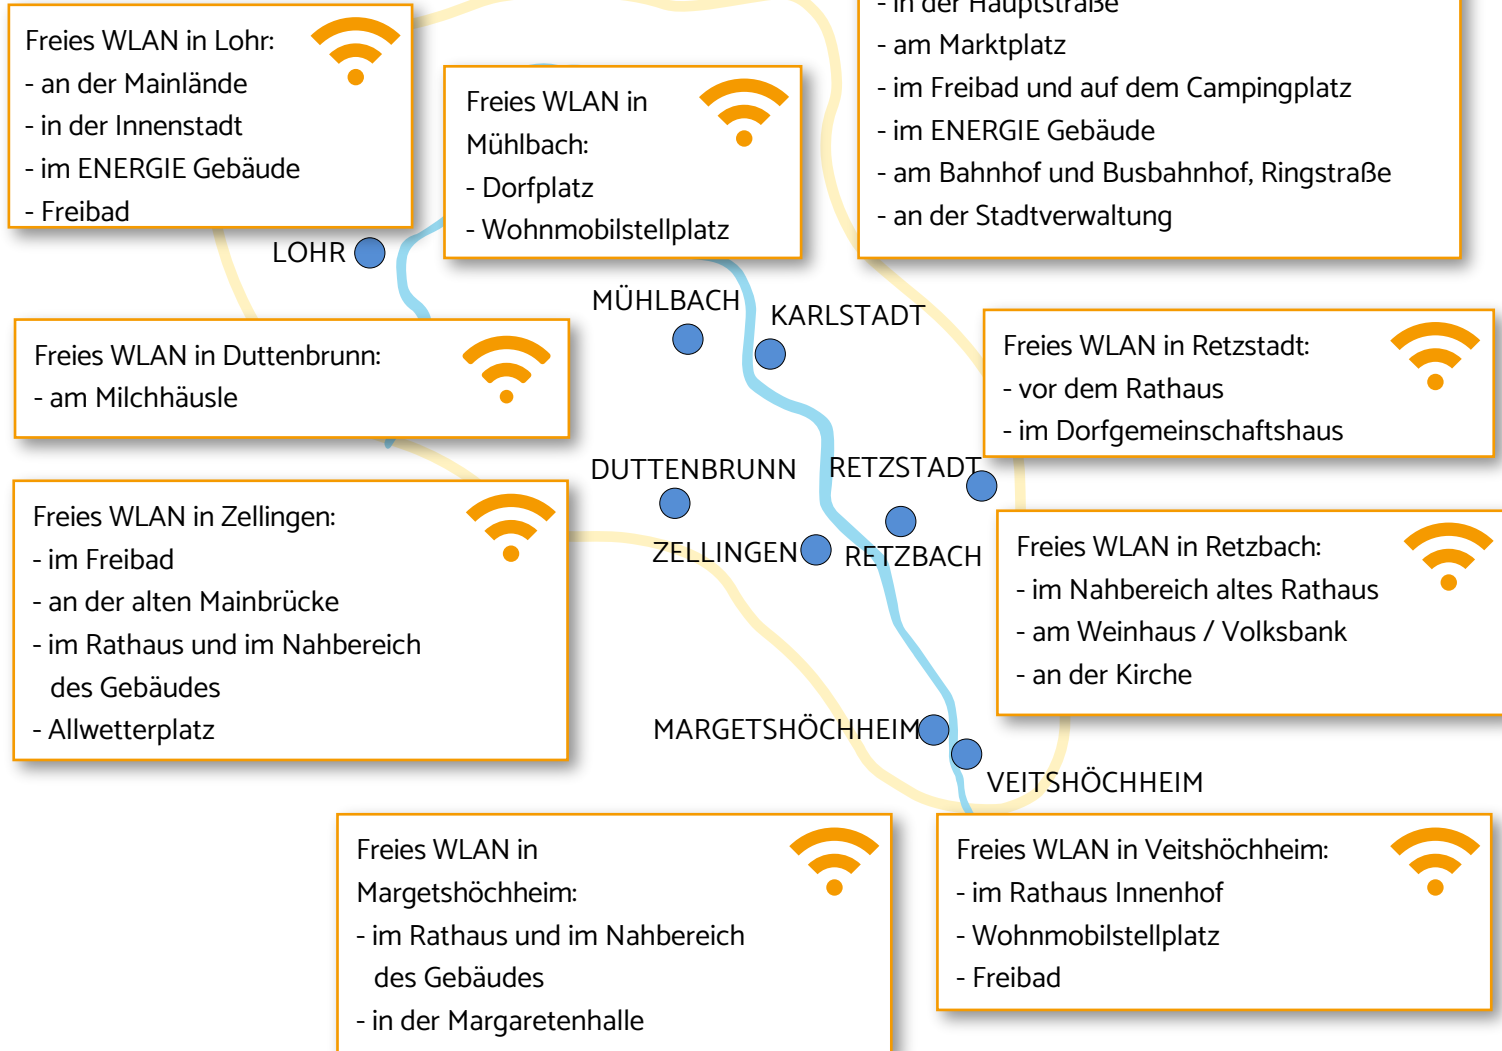 Freies WLAN in Lohr:
- an der Mainlände
- in der Innenstadt
- im ENERGIE Gebäude
- Freibad
Freies WLAN in
Mühlbach:
- Dorfplatz
- Wohnmobilstellplatz
- in der Hauptstraße
- am Marktplatz
- im Freibad und auf dem Campingplatz
- im ENERGIE Gebäude
- am Bahnhof und Busbahnhof, Ringstraße
- an der Stadtverwaltung
LOHR
MÜHLBACH
KARLSTADT
Freies WLAN in Duttenbrunn:
- am Milchhäusle
Freies WLAN in Retzstadt:
- vor dem Rathaus
- im Dorfgemeinschaftshaus
DUTTENBRUNN
RETZSTADT
ZELLINGEN
RETZBACH
Freies WLAN in Zellingen:
- im Freibad
- an der alten Mainbrücke
- im Rathaus und im Nahbereich
des Gebäudes
- Allwetterplatz
Freies WLAN in Retzbach:
- im Nahbereich altes Rathaus
- am Weinhaus / Volksbank
- an der Kirche
MARGETSHÖCHHEIM
VEITSHÖCHHEIM
Freies WLAN in
Margetshöchheim:
- im Rathaus und im Nahbereich
des Gebäudes
- in der Margaretenhalle
Freies WLAN in Veitshöchheim:
- im Rathaus Innenhof
- Wohnmobilstellplatz
- Freibad